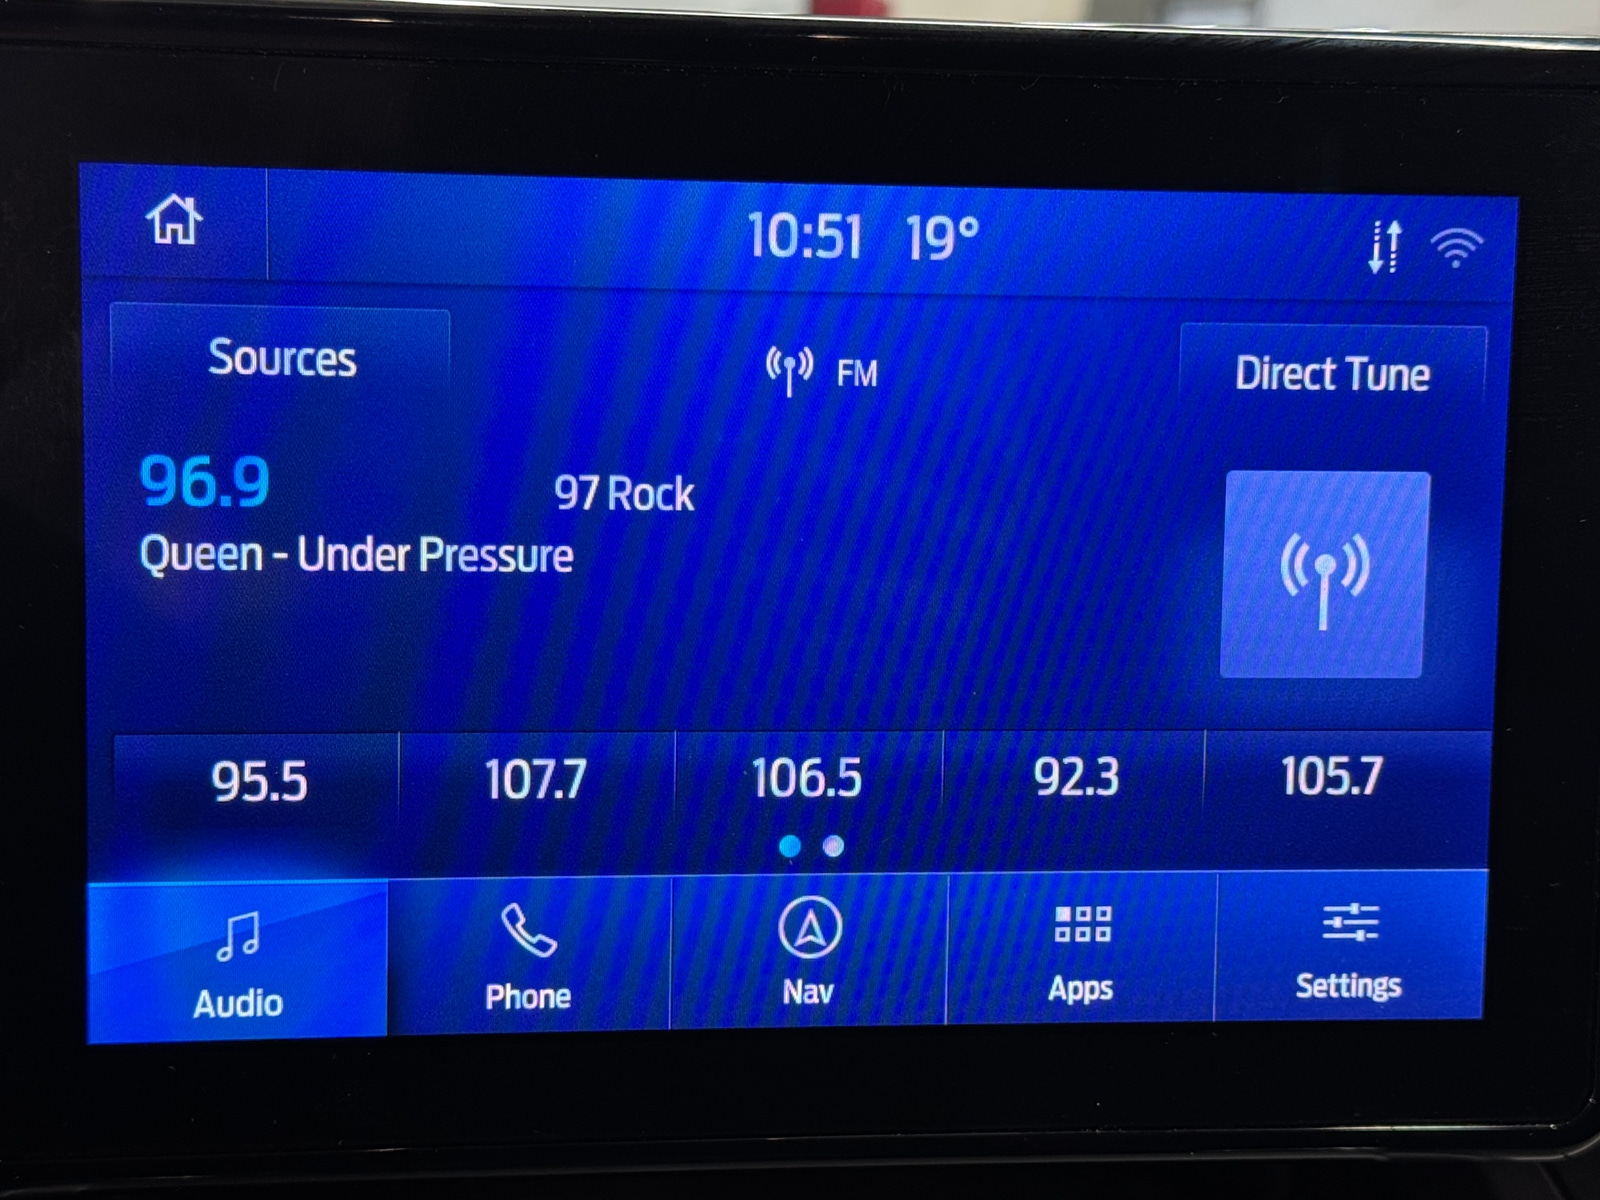 10:51 19°
Sources
FM
Direct Tune
96.9
97 Rock
Queen - Under Pressure
95.5
107.7
106.5
92.3
105.7
Audio
Phone
Nav
Apps
Settings